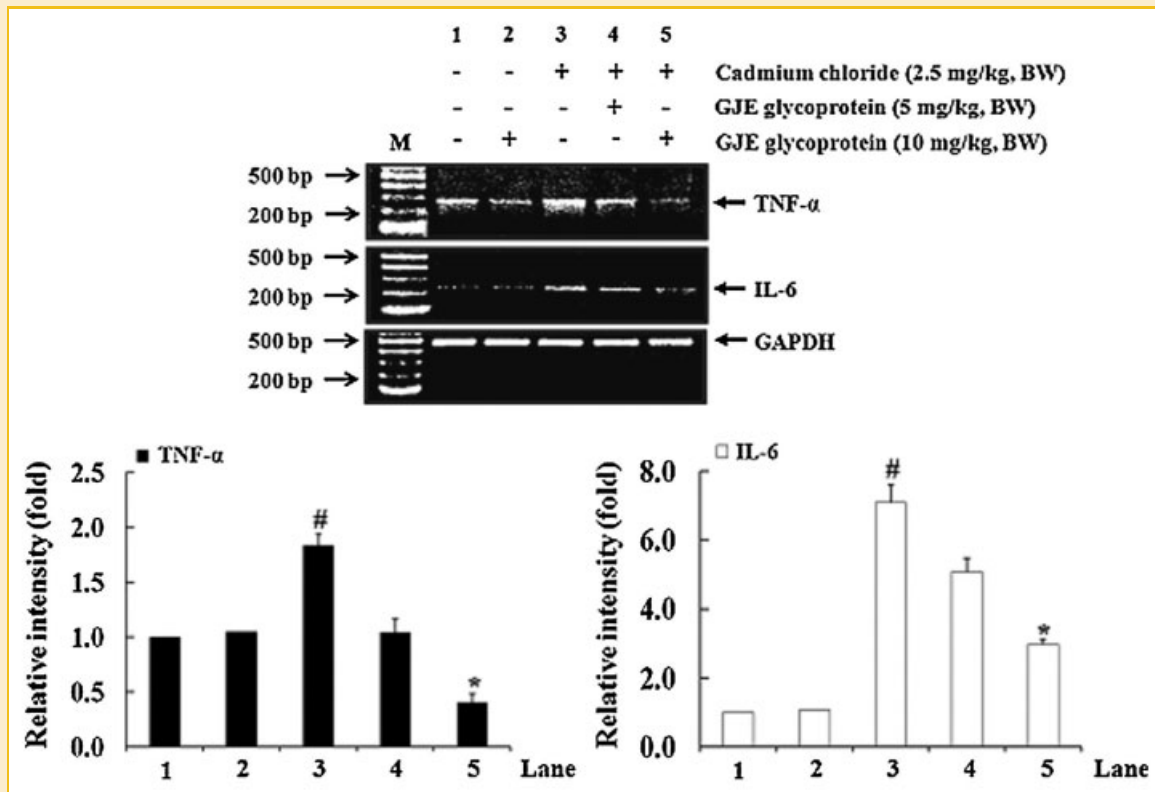 1 2 3 4 5
- - + + + Cadmium chloride (2.5 mg/kg, BW)
- - - + - GJE glycoprotein (5 mg/kg, BW)
M - + - - + GJE glycoprotein (10 mg/kg, BW)
500 bp →
← TNF-α
200 bp →
500 bp →
← IL-6
200 bp →
500 bp → ← GAPDH
200 bp →
■ TNF-α
Relative intensity (fold)
2.5
2.0
1.5
1.0
0.5
0.0
#
*
1 2 3 4 5 Lane
□ IL-6
Relative intensity (fold)
8.0
6.0
4.0
2.0
0.0
#
*
1 2 3 4 5 Lane